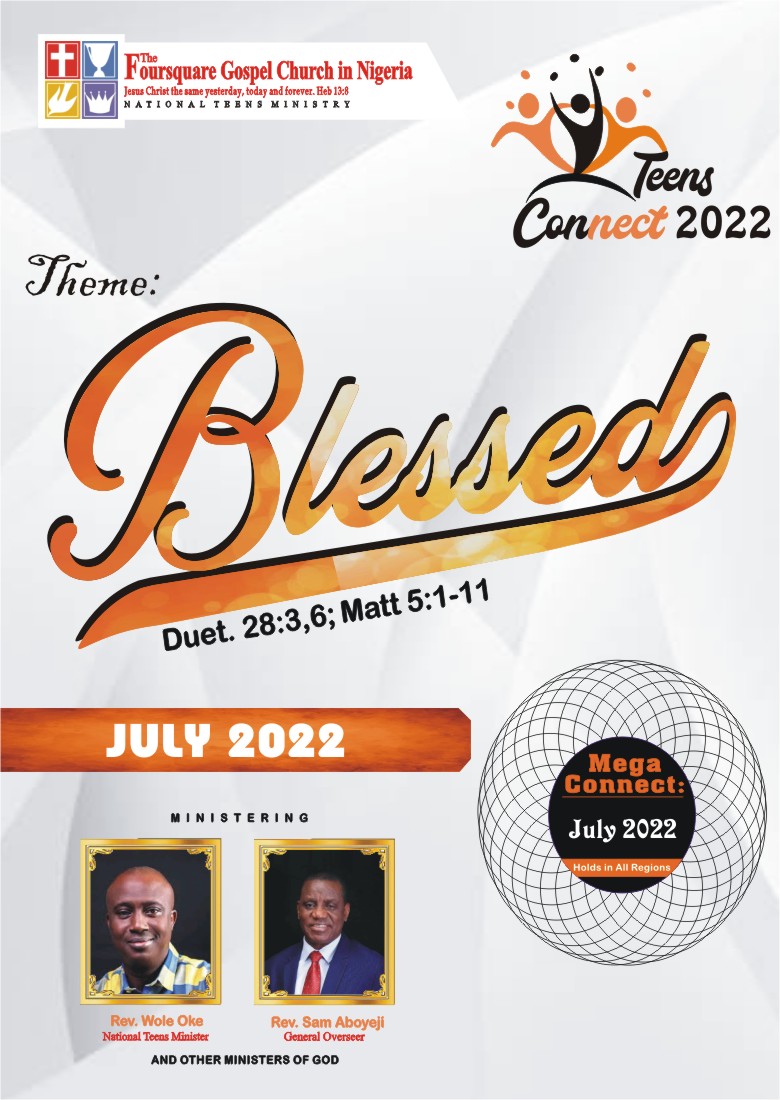 The
Foursquare Gospel Church in Nigeria
Jesus Christ the same yesterday, today and forever. Heb 13:8
NATIONAL TEENS MINISTRY
Teens
Connect 2022
Theme:
Blessed
Duet. 28:3,6; Matt 5:1-11
JULY 2022
Mega
Connect:
July 2022
Holds in All Regions
MINISTERING
Rev. Wole Oke
National Teens Minister
Rev. Sam Aboyeji
General Overseer
AND OTHER MINISTERS OF GOD